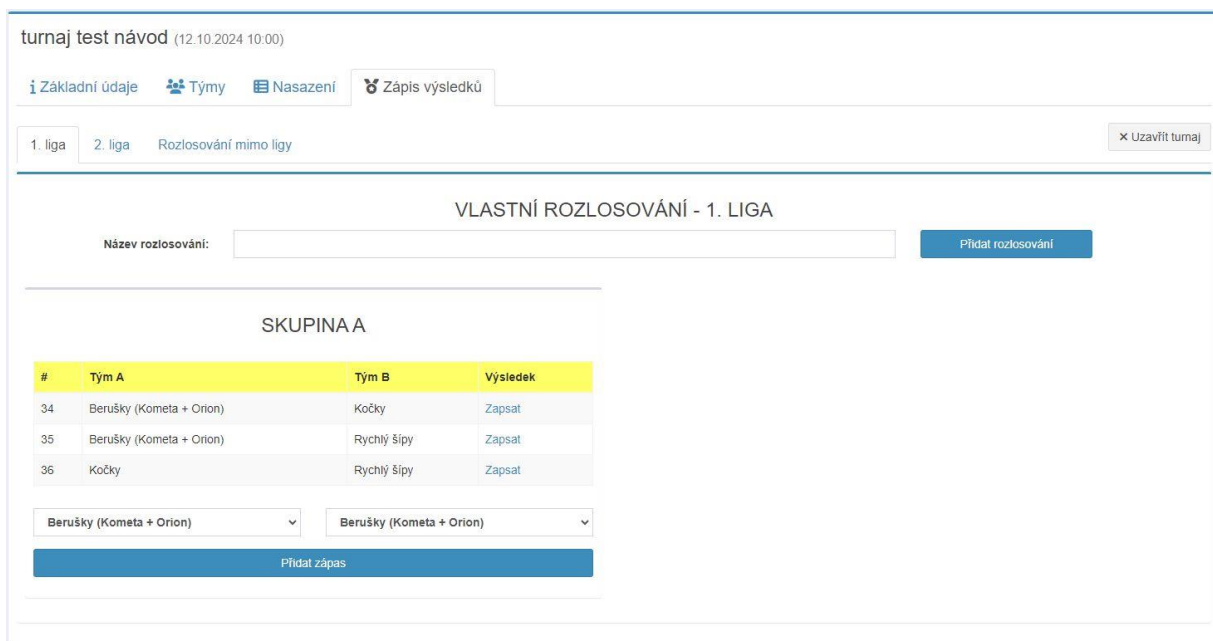 turnaj test návod (12.10.2024 10:00)
Základní údaje Týmy Nasazení Zápis výsledků
1. liga 2. liga Rozlosování mimo ligy × Uzavřít turnaj
VLASTNÍ ROZLOSOVÁNÍ - 1. LIGA
Název rozlosování: Přidat rozlosování
SKUPINA A
# Tým A Tým B Výsledek
34 Berušky (Kometa + Orion) Kočky Zapsat
35 Berušky (Kometa + Orion) Rychlý šípy Zapsat
36 Kočky Rychlý šípy Zapsat
Berušky (Kometa + Orion) Berušky (Kometa + Orion)
Přidat zápas